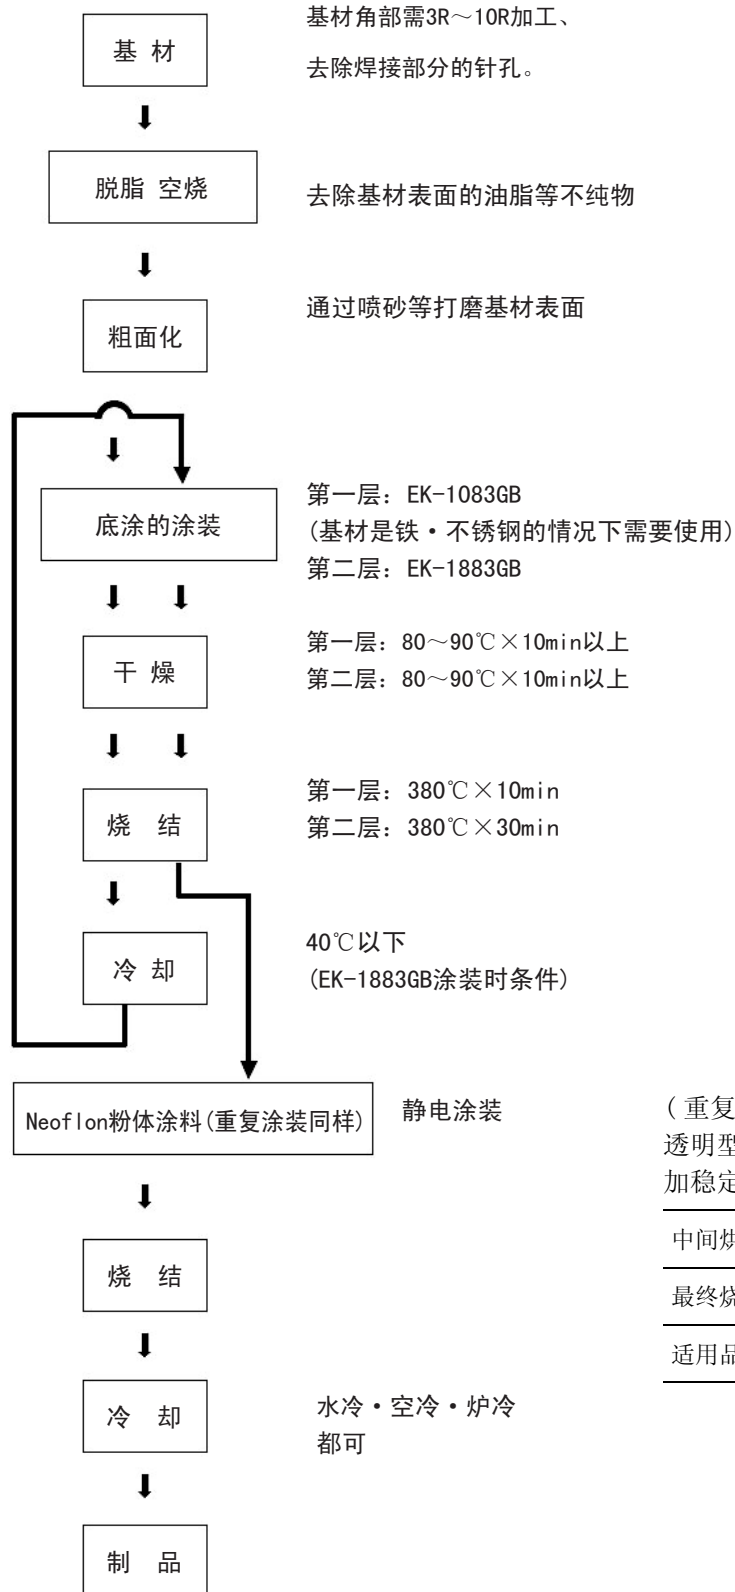 基材角部需3R～10R加工、
基 材
去除焊接部分的针孔。
脱脂 空烧
去除基材表面的油脂等不纯物
通过喷砂等打磨基材表面
粗面化
第一层：EK-1083GB
底涂的涂装
(基材是铁・不锈钢的情况下需要使用)
第二层：EK-1883GB
第一层：80～90℃×10min以上
干 燥
第二层：80～90℃×10min以上
第一层：380℃×10min
烧 结
第二层：380℃×30min
40℃以下
冷 却
(EK-1883GB涂装时条件)
Neoflon粉体涂料(重复涂装同样)
静电涂装
(重复
透明型
加稳定
中间烘
最终烧
适用品
烧 结
冷 却
水冷・空冷・炉冷
都可
制 品